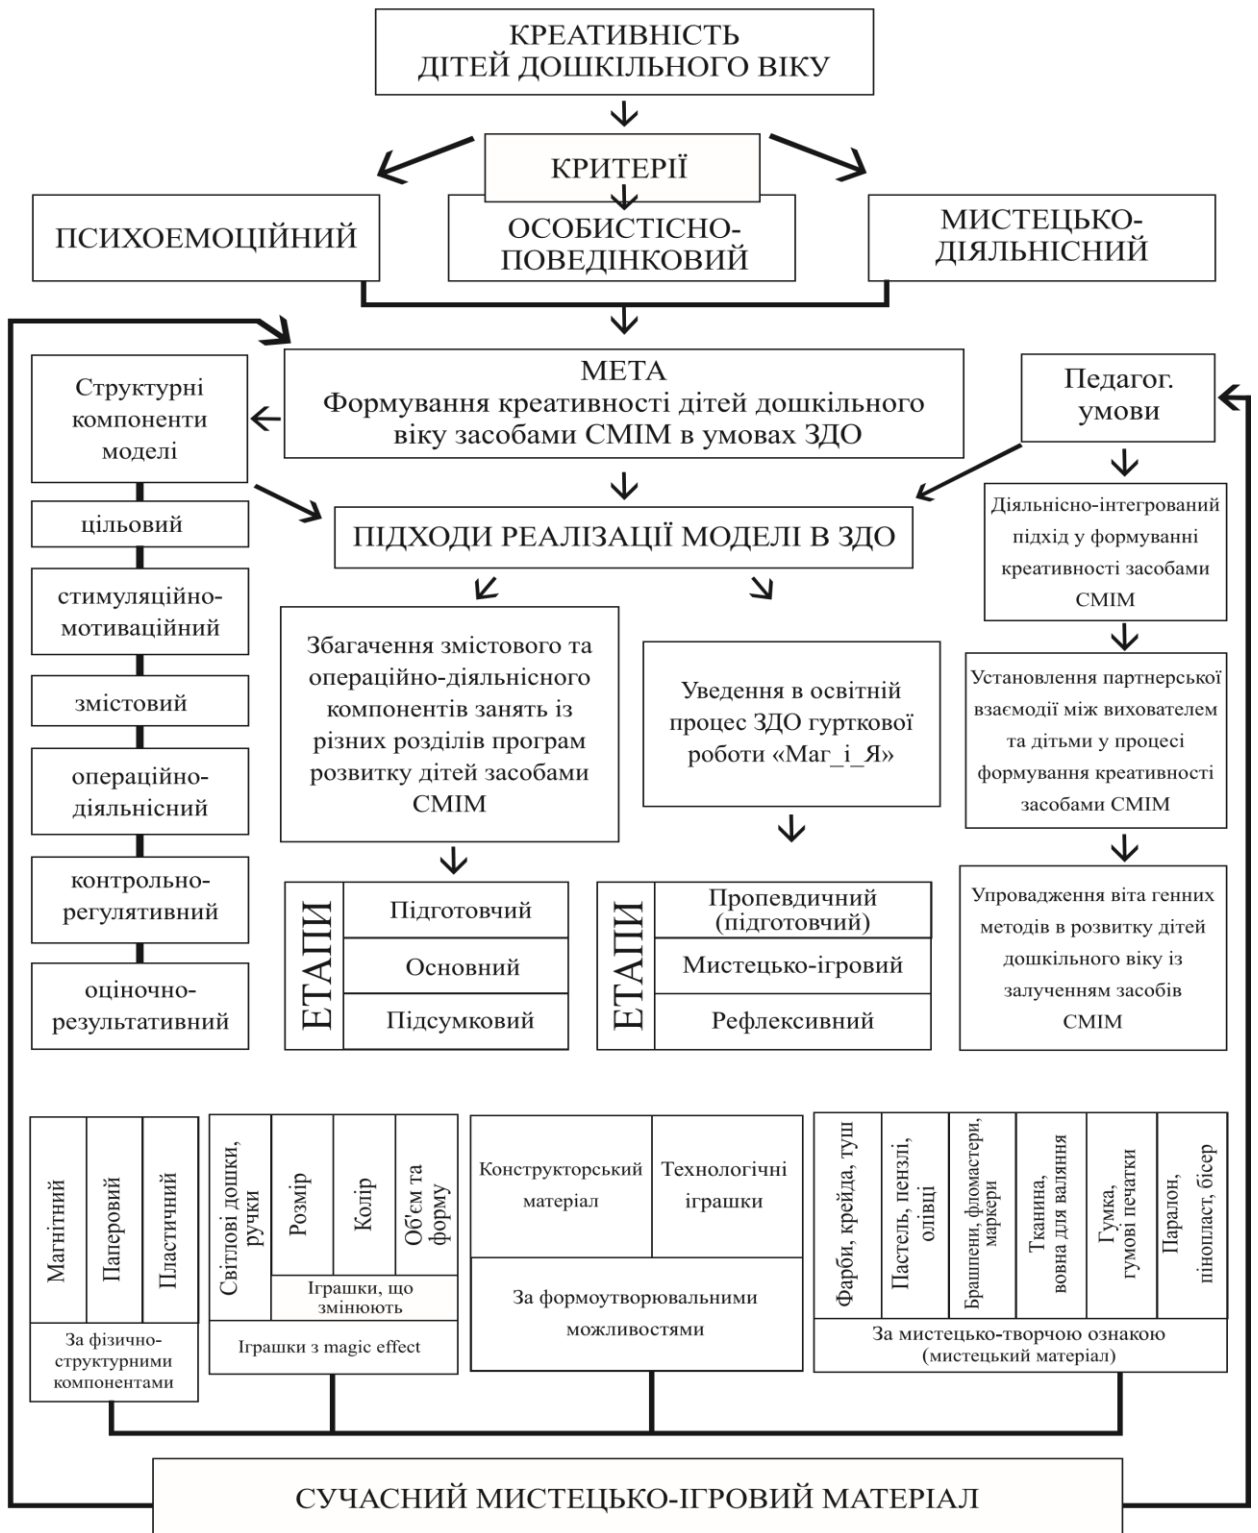 КРЕАТИВНІСТЬ
ДІТЕЙ ДОШКІЛЬНОГО ВІКУ
КРИТЕРІЇ
ПСИХОЕМОЦІЙНИЙ
ОСОБИСТІСНО-
ПОВЕДІНКОВИЙ
МИСТЕЦЬКО-
ДІЯЛЬНІСНИЙ
МЕТА
Формування креативності дітей дошкільного
віку засобами СМІМ в умовах ЗДО
Структурні
компоненти
моделі
цільовий
стимуляційно-
мотиваційний
змістовий
операційно-
діяльнісний
контрольно-
регулятивний
оціночно-
результативний
ПІДХОДИ РЕАЛІЗАЦІЇ МОДЕЛІ В ЗДО
Збагачення змістового та
операційно-діяльнісного
компонентів занять із
різних розділів програм
розвитку дітей засобами
СМІМ
ЕТАПИ
Підготовчий
Основний
Підсумковий
Уведення в освітній
процес ЗДО гурткової
роботи «Маг_і_Я»
ЕТАПИ
Пропевдичний
(підготовчий)
Мистецько-ігровий
Рефлексивний
Педагог.
умови
Діяльнісно-інтегрований
підхід у формуванні
креативності засобами
СМІМ
Установлення партнерської
взаємодії між вихователем
та дітьми у процесі
формування креативності
засобами СМІМ
Упровадження віта генних
методів в розвитку дітей
дошкільного віку із
залученням засобів
СМІМ
Магнітний
Паперовий
Пластичний
За фізично-
структурними
компонентами
Світлові дошки,
ручки
Розмір
Колір
Об'єм та
форму
Іграшки, що
змінюють
Іграшки з magic effect
Конструкторський
матеріал
Технологічні
іграшки
За формоутворювальними
можливостями
Фарби, крейда, туш
Пастель, пензлі,
олівці
Брашпени, фломастери,
маркери
Тканина,
вовна для валяння
Гумка,
гумові печатки
Паралон,
пінопласт, бісер
За мистецько-творчою ознакою
(мистецький матеріал)
СУЧАСНИЙ МИСТЕЦЬКО-ІГРОВИЙ МАТЕРІАЛ